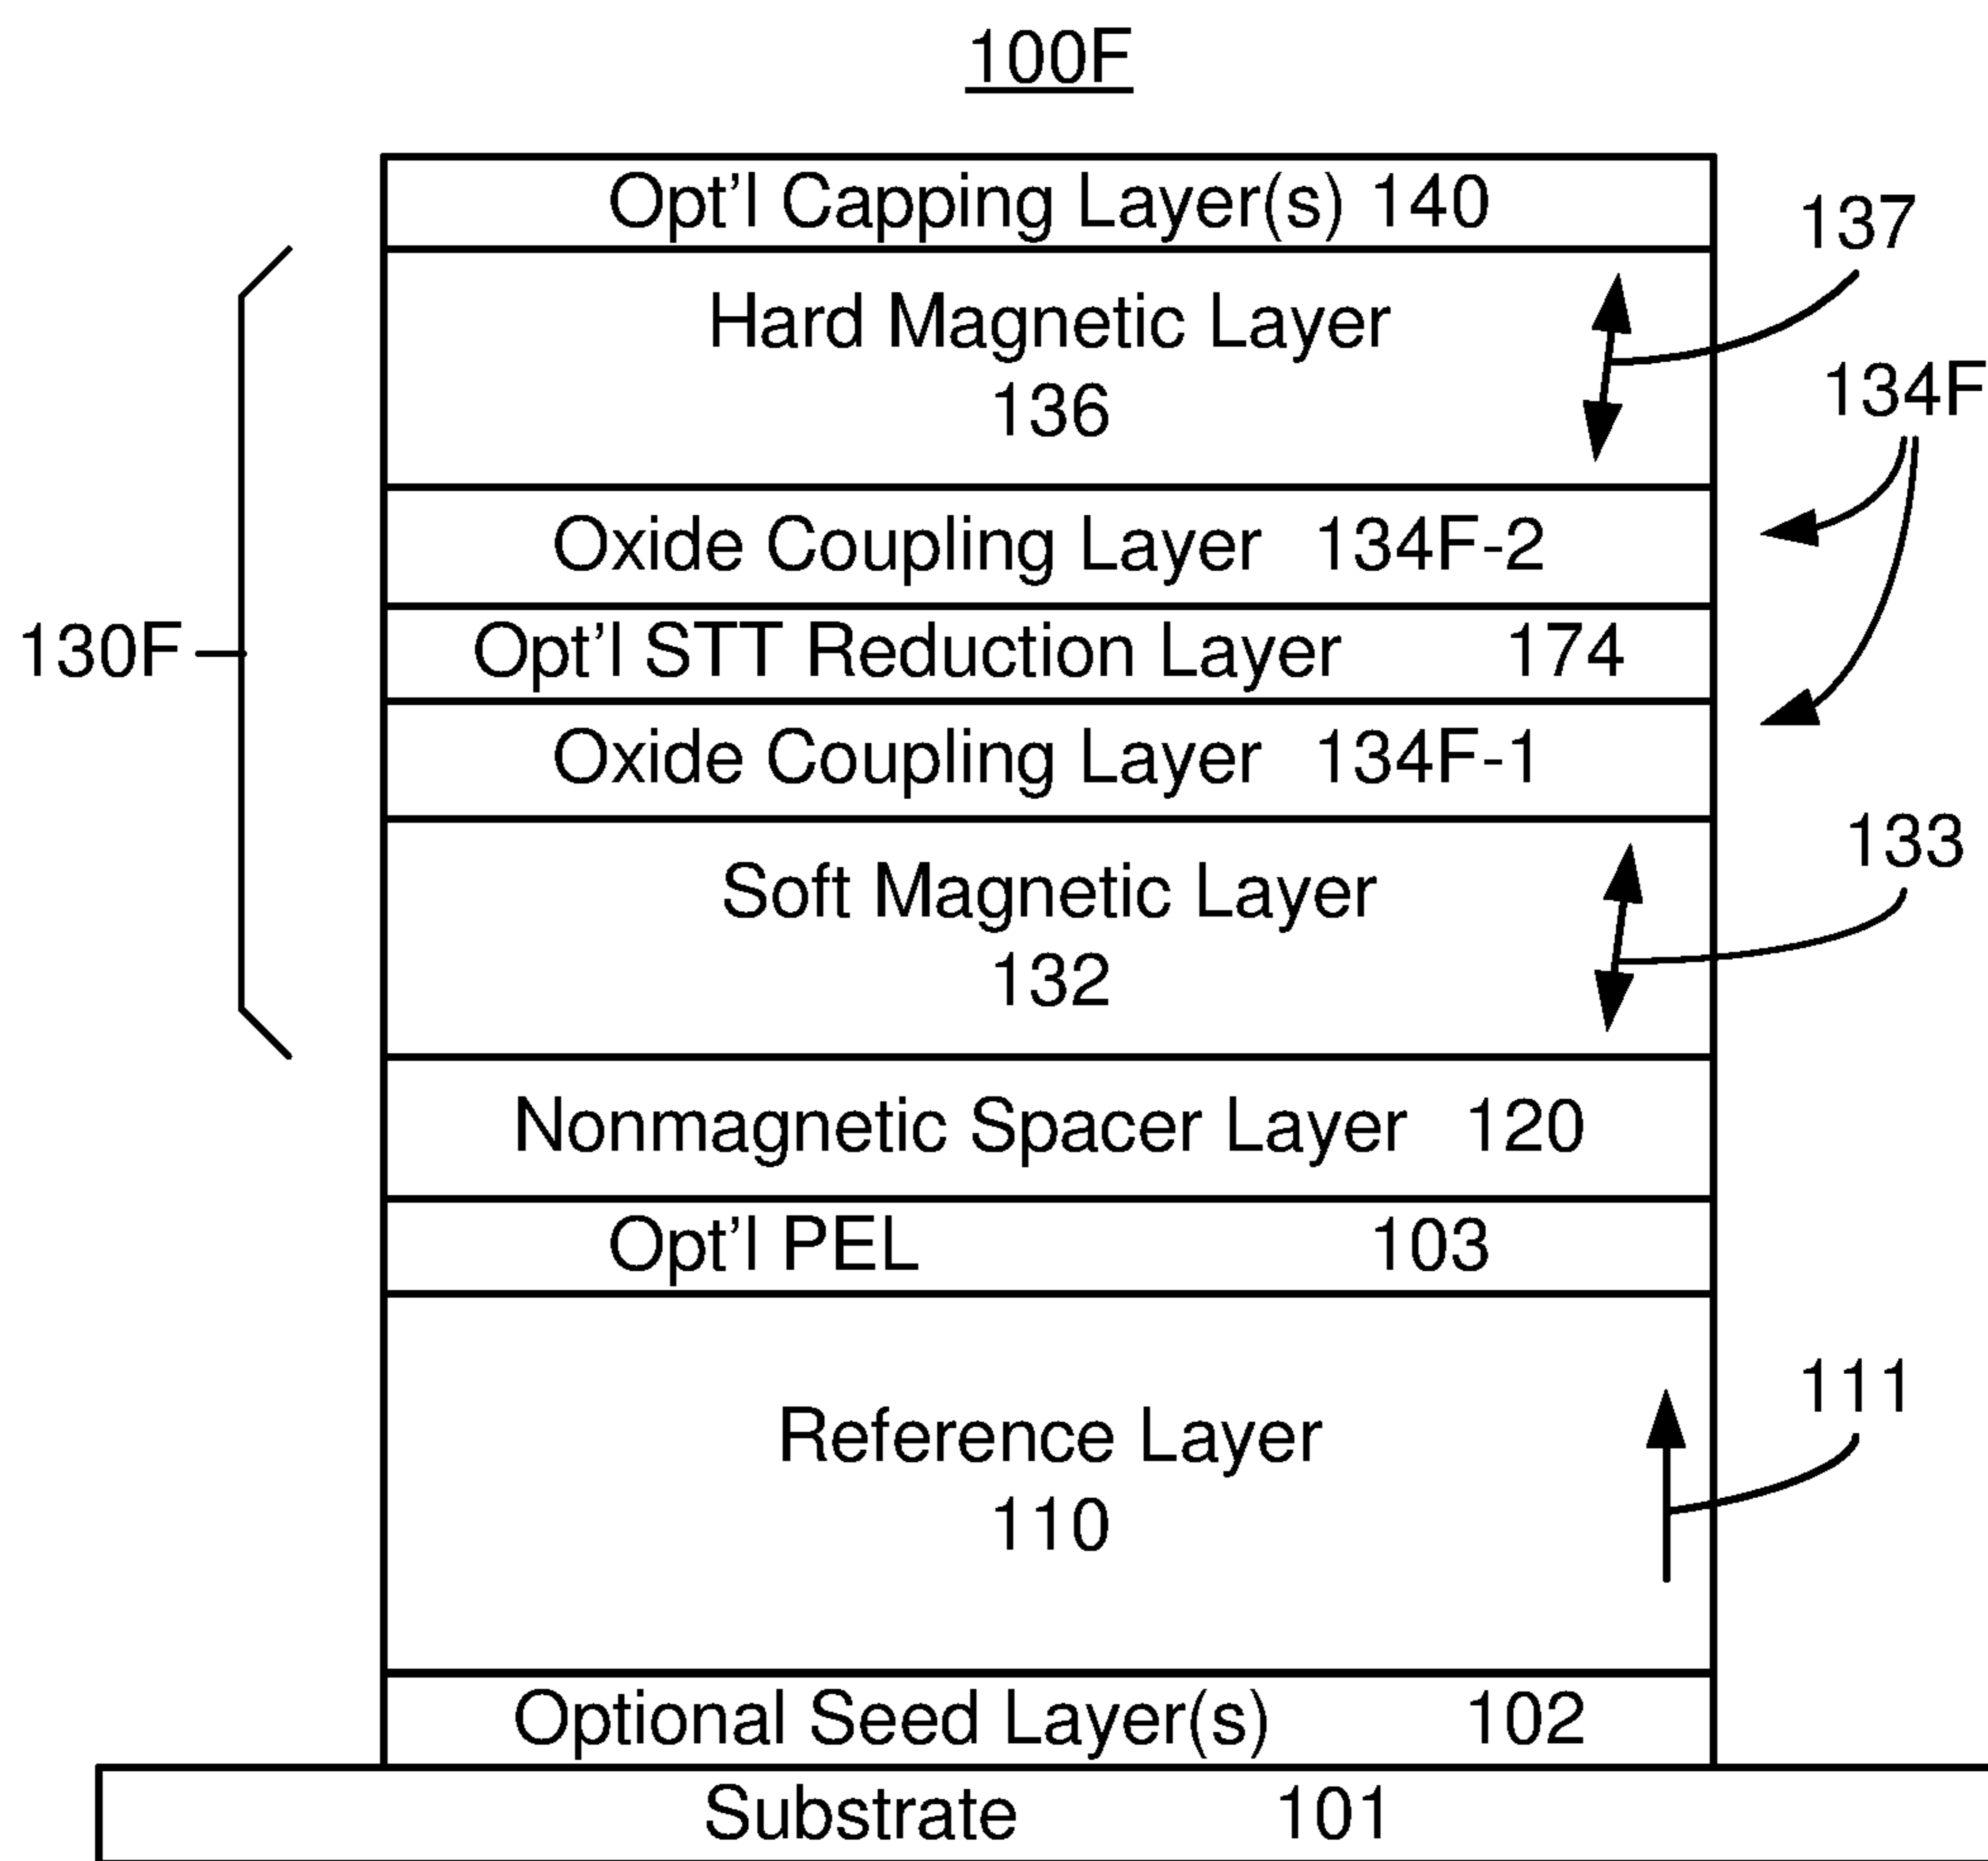 100F
Opt'l Capping Layer(s) 140
137
Hard Magnetic Layer
136
134F
Oxide Coupling Layer 134F-2
130F
Opt'l STT Reduction Layer 174
Oxide Coupling Layer 134F-1
133
Soft Magnetic Layer
132
Nonmagnetic Spacer Layer 120
Opt'l PEL 103
111
Reference Layer
110
Optional Seed Layer(s) 102
Substrate 101